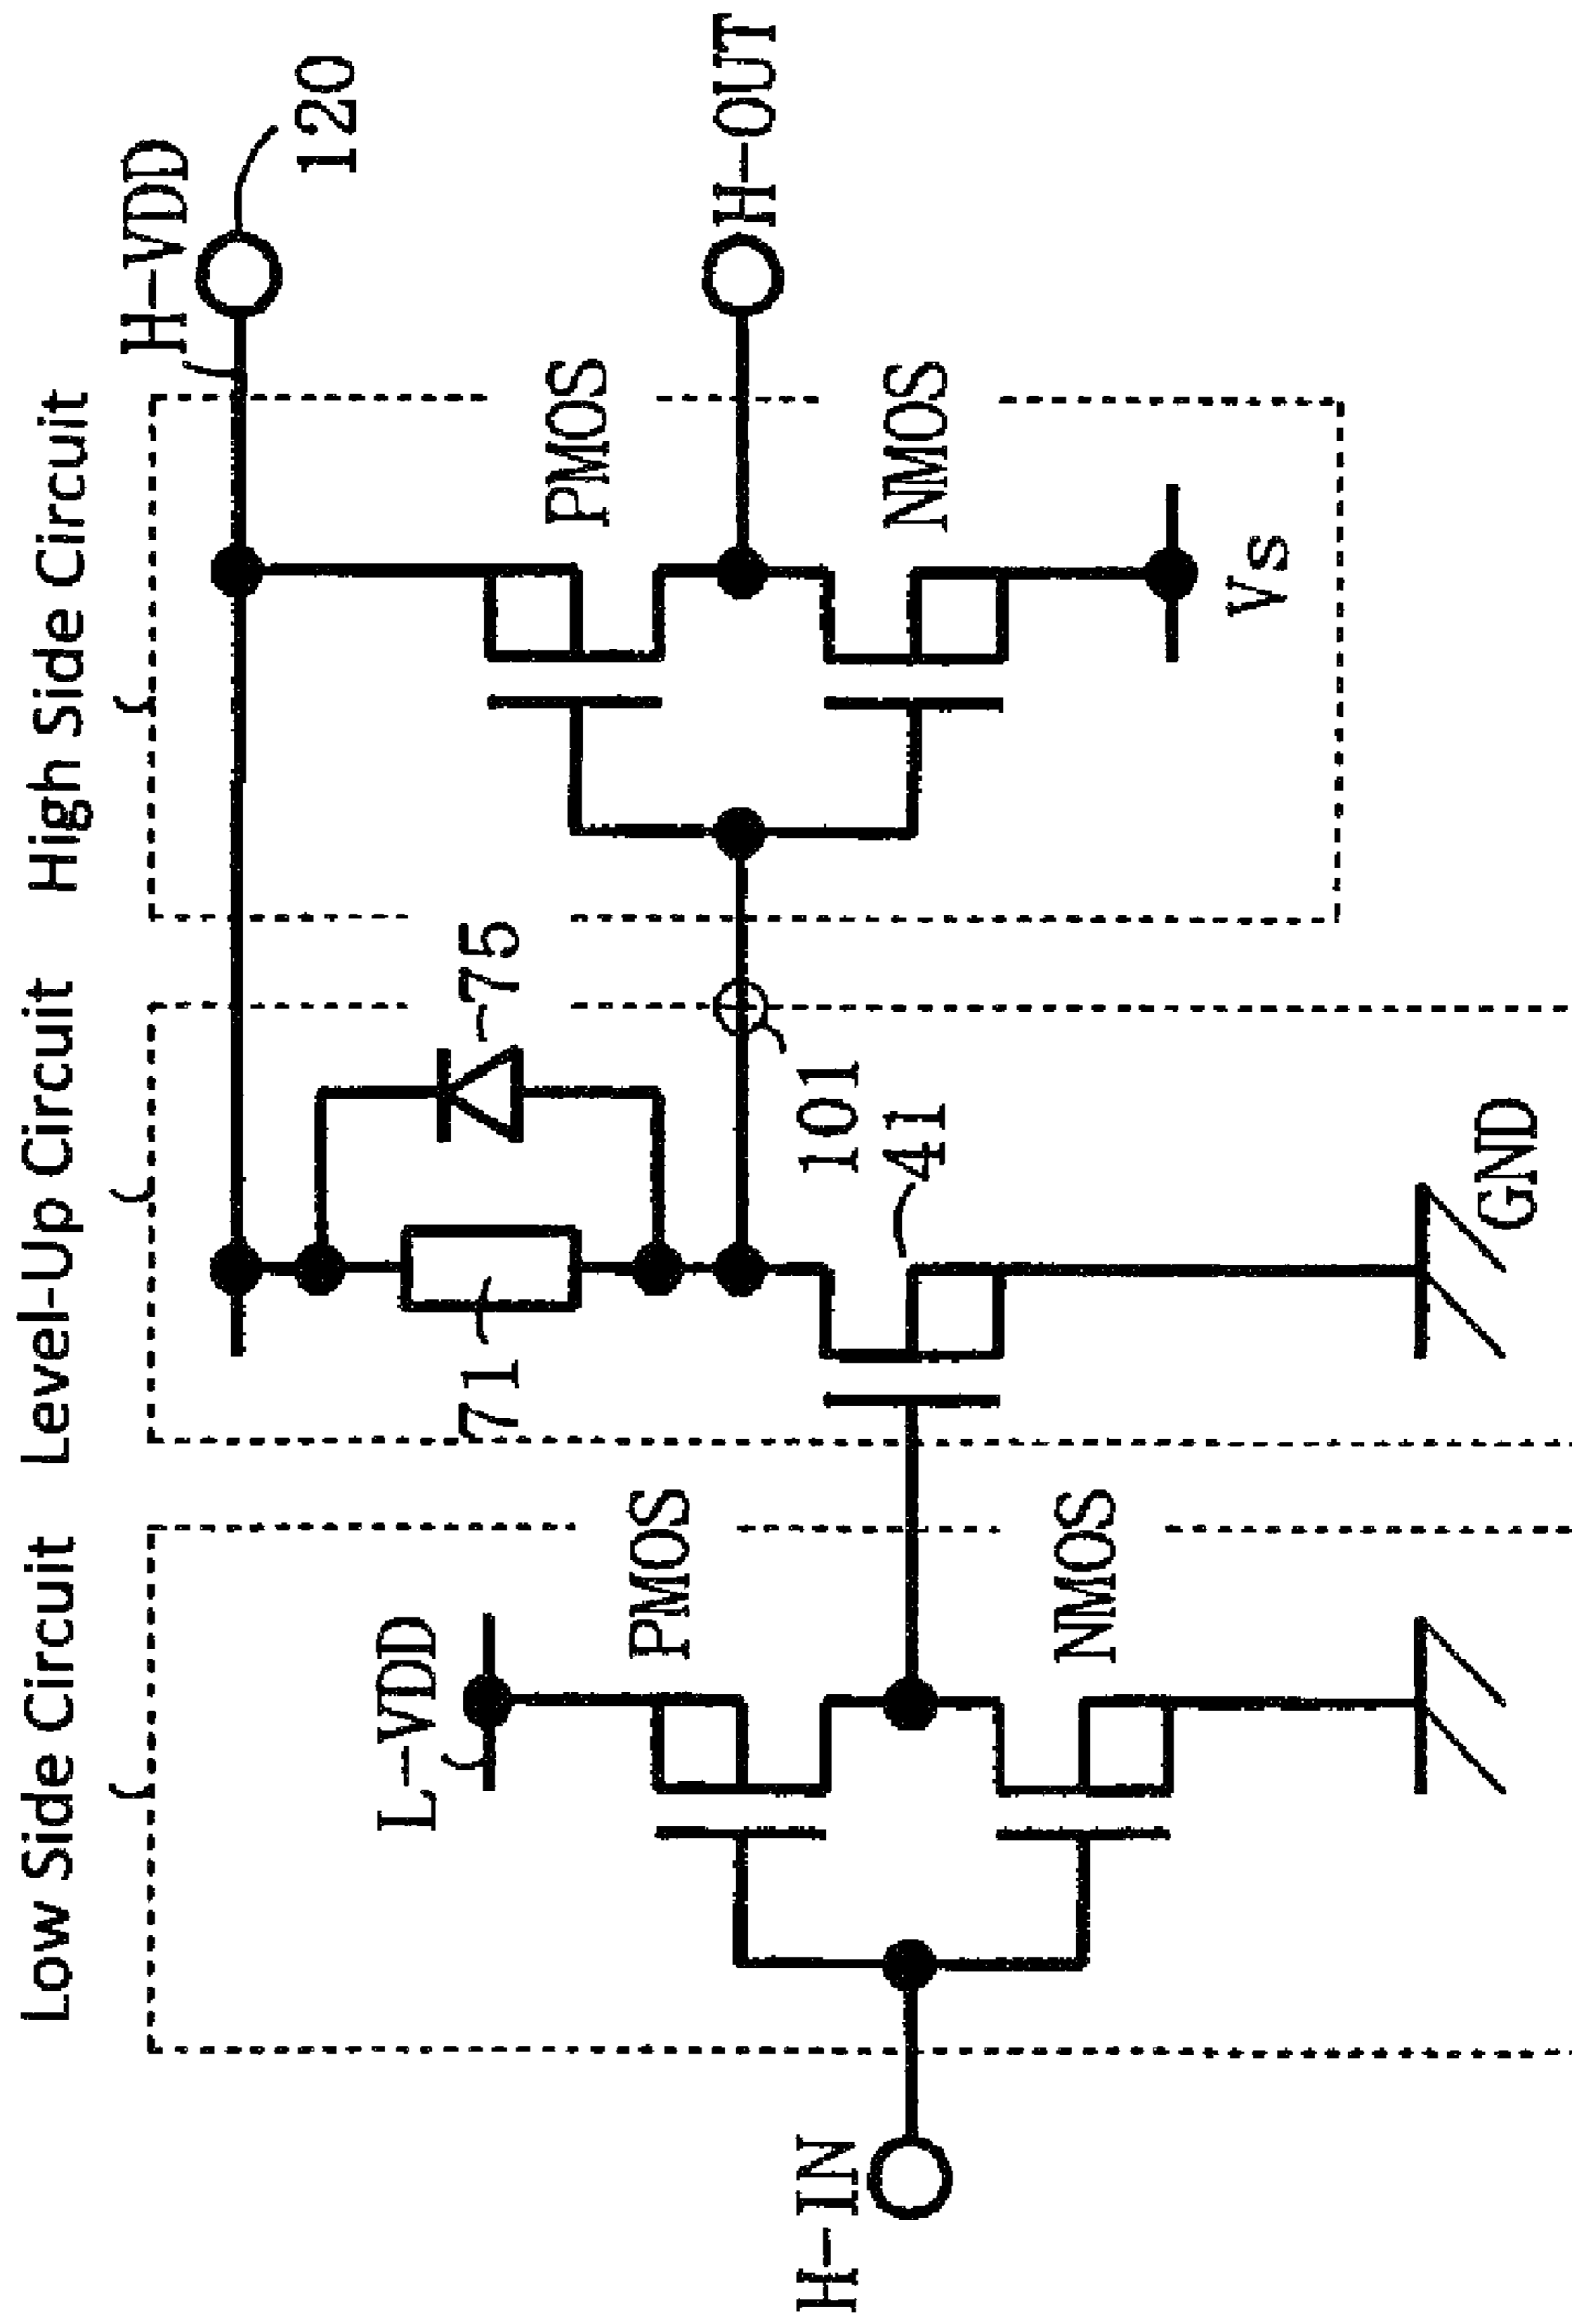 Low Side Circuit
Level-Up Circuit
High Side Circuit
H-VDD
120
L-VDD
71
75
PMOS
PMOS
H-OUT
H-IN
101
41
NMOS
NMOS
Vs
GND